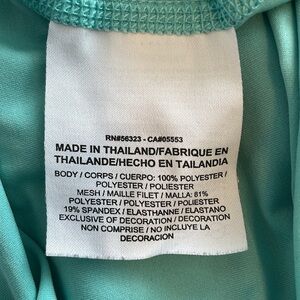 RN#56323 - CA#05553
MADE IN THAILAND/FABRIQUE EN
THAILANDE/HECHO EN TAILANDIA
BODY / CORPS / CUERPO: 100% POLYESTER /
POLYESTER / POLIESTER
MESH / MAILLE FILET / MALLA: 81%
POLYESTER / POLYESTER / POLIESTER
19% SPANDEX / ELASTHANNE / ELASTANO
EXCLUSIVE OF DECORATION / DECORATION
NON COMPRISE / NO INCLUYE LA
DECORACION